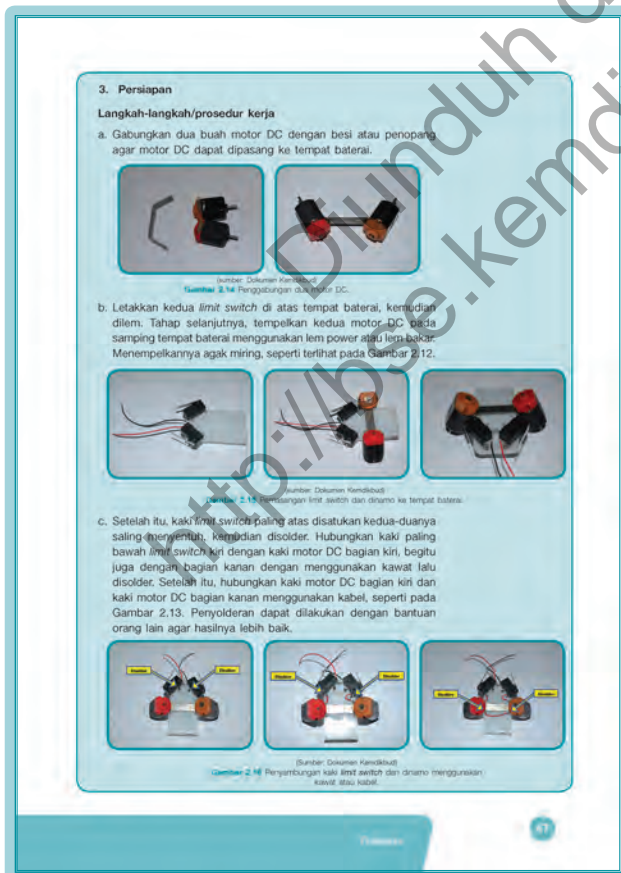 3. Persiapan
Langkah-langkah/prosedur kerja
a. Gabungkan dua buah motor DC dengan besi atau penopang
agar motor DC dapat dipasang ke tempat baterai.
(sumber: Dokumen Kemdikbud)
Gambar 2.14 Penggabungan dua motor DC.
b. Letakkan kedua limit switch di atas tempat baterai, kemudian
dilem. Tahap selanjutnya, tempelkan kedua motor DC pada
samping tempat baterai menggunakan lem power atau lem bakar.
Menempelkannya agak miring, seperti terlihat pada Gambar 2.12.
(sumber: Dokumen Kemdikbud)
Gambar 2.15 Pemasangan limit switch dan dinamo ke tempat baterai.
c. Setelah itu, kaki limit switch paling atas disatukan kedua-duanya
saling menyentuh, kemudian disolder. Hubungkan kaki paling
bawah limit switch kiri dengan kaki motor DC bagian kiri, begitu
juga dengan bagian kanan dengan menggunakan kawat lalu
disolder. Setelah itu, hubungkan kaki motor DC bagian kiri dan
kaki motor DC bagian kanan menggunakan kabel, seperti pada
Gambar 2.13. Penyolderan dapat dilakukan dengan bantuan
orang lain agar hasilnya lebih baik.
(Sumber: Dokumen Kemdikbud)
Gambar 2.16 Penyambungan kaki limit switch dan dinamo menggunakan
kawat atau kabel.
Diunduh d
http://bse.kemdi